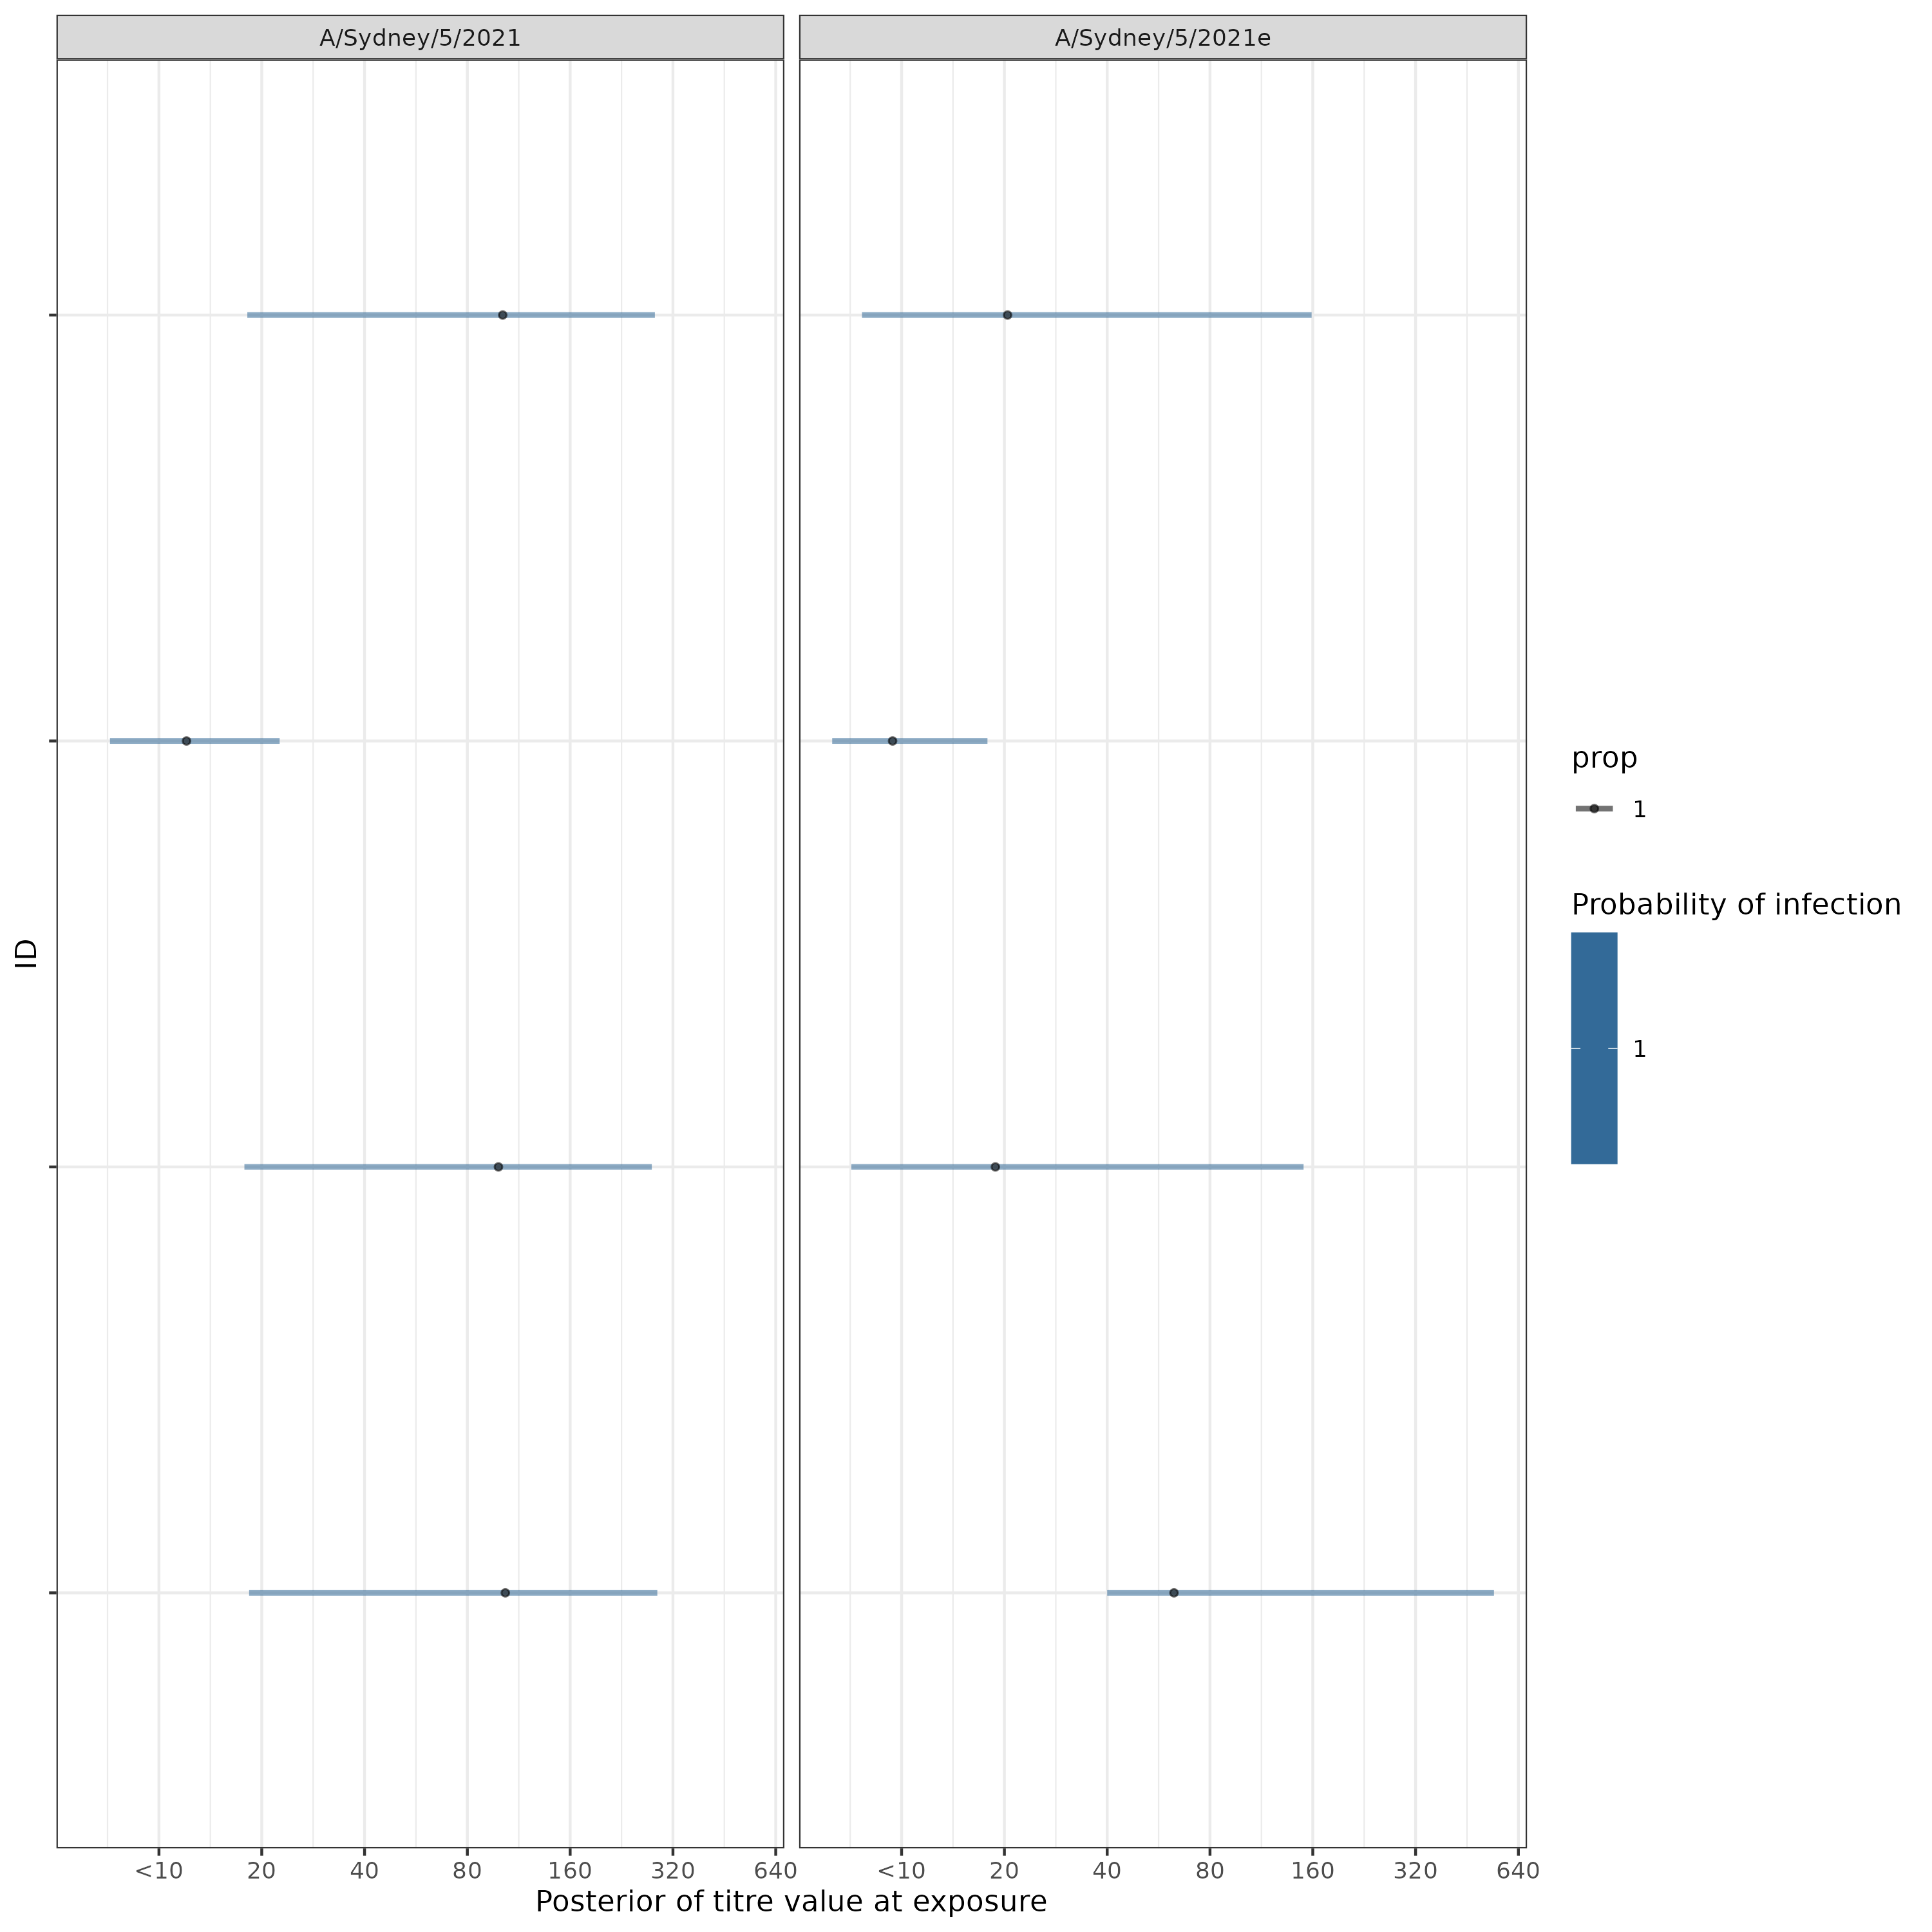 A/Sydney/5/2021
A/Sydney/5/2021e
ID
prop
1
Probability of infection
1
<10 20 40 80 160 320 640
<10 20 40 80 160 320 640
Posterior of titre value at exposure